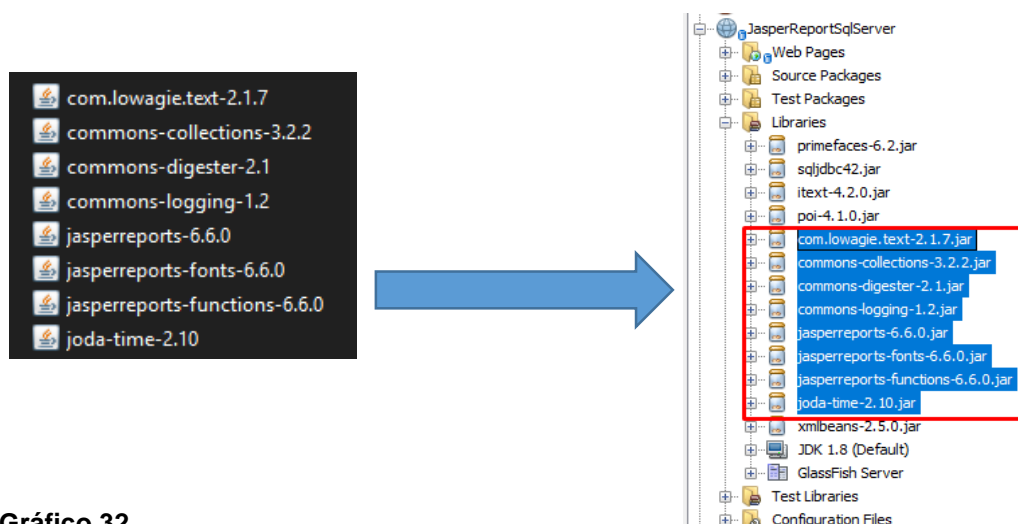 com.lowagie.text-2.1.7
commons-collections-3.2.2
commons-digester-2.1
commons-logging-1.2
jasperreports-6.6.0
jasperreports-fonts-6.6.0
jasperreports-functions-6.6.0
joda-time-2.10
JasperReportSqlServer
Web Pages
Source Packages
Test Packages
Libraries
primefaces-6.2.jar
sqljdbc42.jar
itext-4.2.0.jar
poi-4.1.0.jar
com.lowagie.text-2.1.7.jar
commons-collections-3.2.2.jar
commons-digester-2.1.jar
commons-logging-1.2.jar
jasperreports-6.6.0.jar
jasperreports-fonts-6.6.0.jar
jasperreports-functions-6.6.0.jar
joda-time-2.10.jar
xmlbeans-2.5.0.jar
JDK 1.8 (Default)
GlassFish Server
Test Libraries
Configuration Files
Gráfico 32